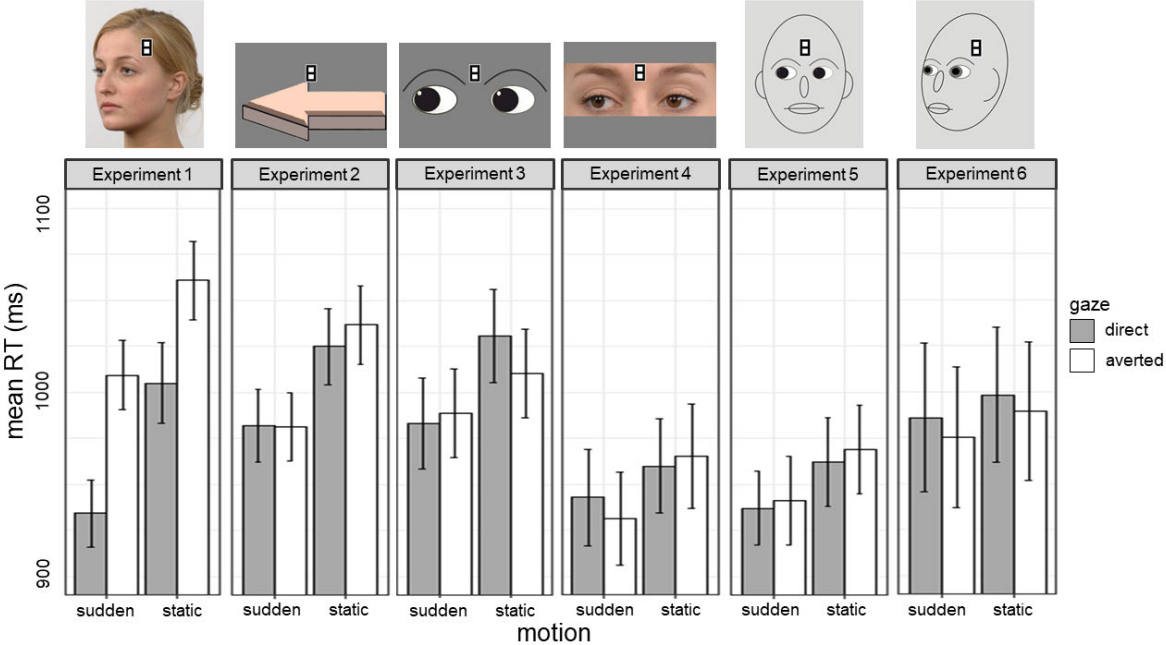 Experiment 1
Experiment 2
Experiment 3
Experiment 4
Experiment 5
Experiment 6
mean RT (ms)
1100
1000
900
sudden static
sudden static
sudden static
sudden static
sudden static
sudden static
motion
gaze
direct
averted